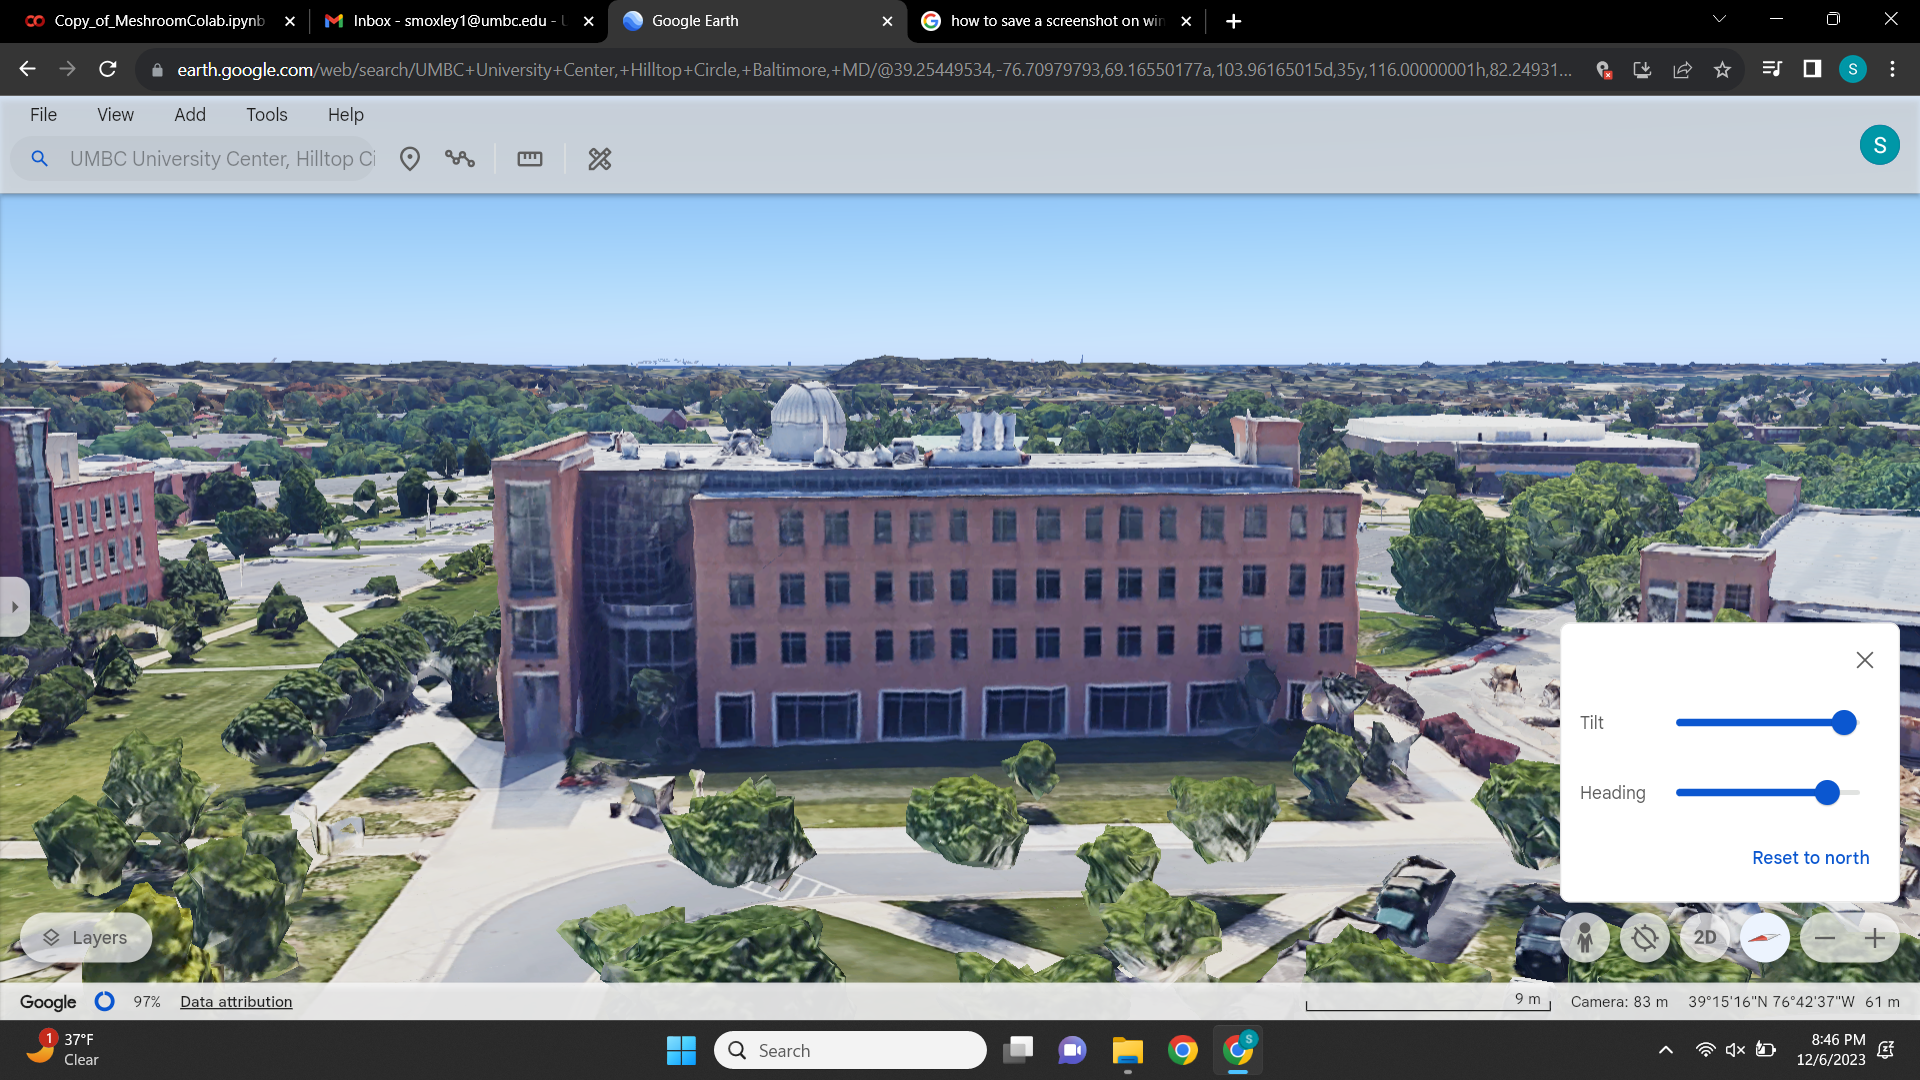 Copy_of_MeshroomColab.ipynb
Inbox - smoxley1@umbc.edu - U
Google Earth
how to save a screenshot on win
earth.google.com/web/search/UMBC+University+Center,+Hilltop+Circle,+Baltimore,+MD/@39.25449534,-76.70979793,69.16550177a,103.96165015d,35y,116.00000001h,82.24931...
S
File View Add Tools Help
UMBC University Center, Hilltop Ci
S
Tilt
Heading
Reset to north
Layers
2D
Google 97% Data attribution
9 m
Camera: 83 m 39°15'16"N 76°42'37"W 61 m
1
37°F
Clear
Search
S
8:46 PM
12/6/2023